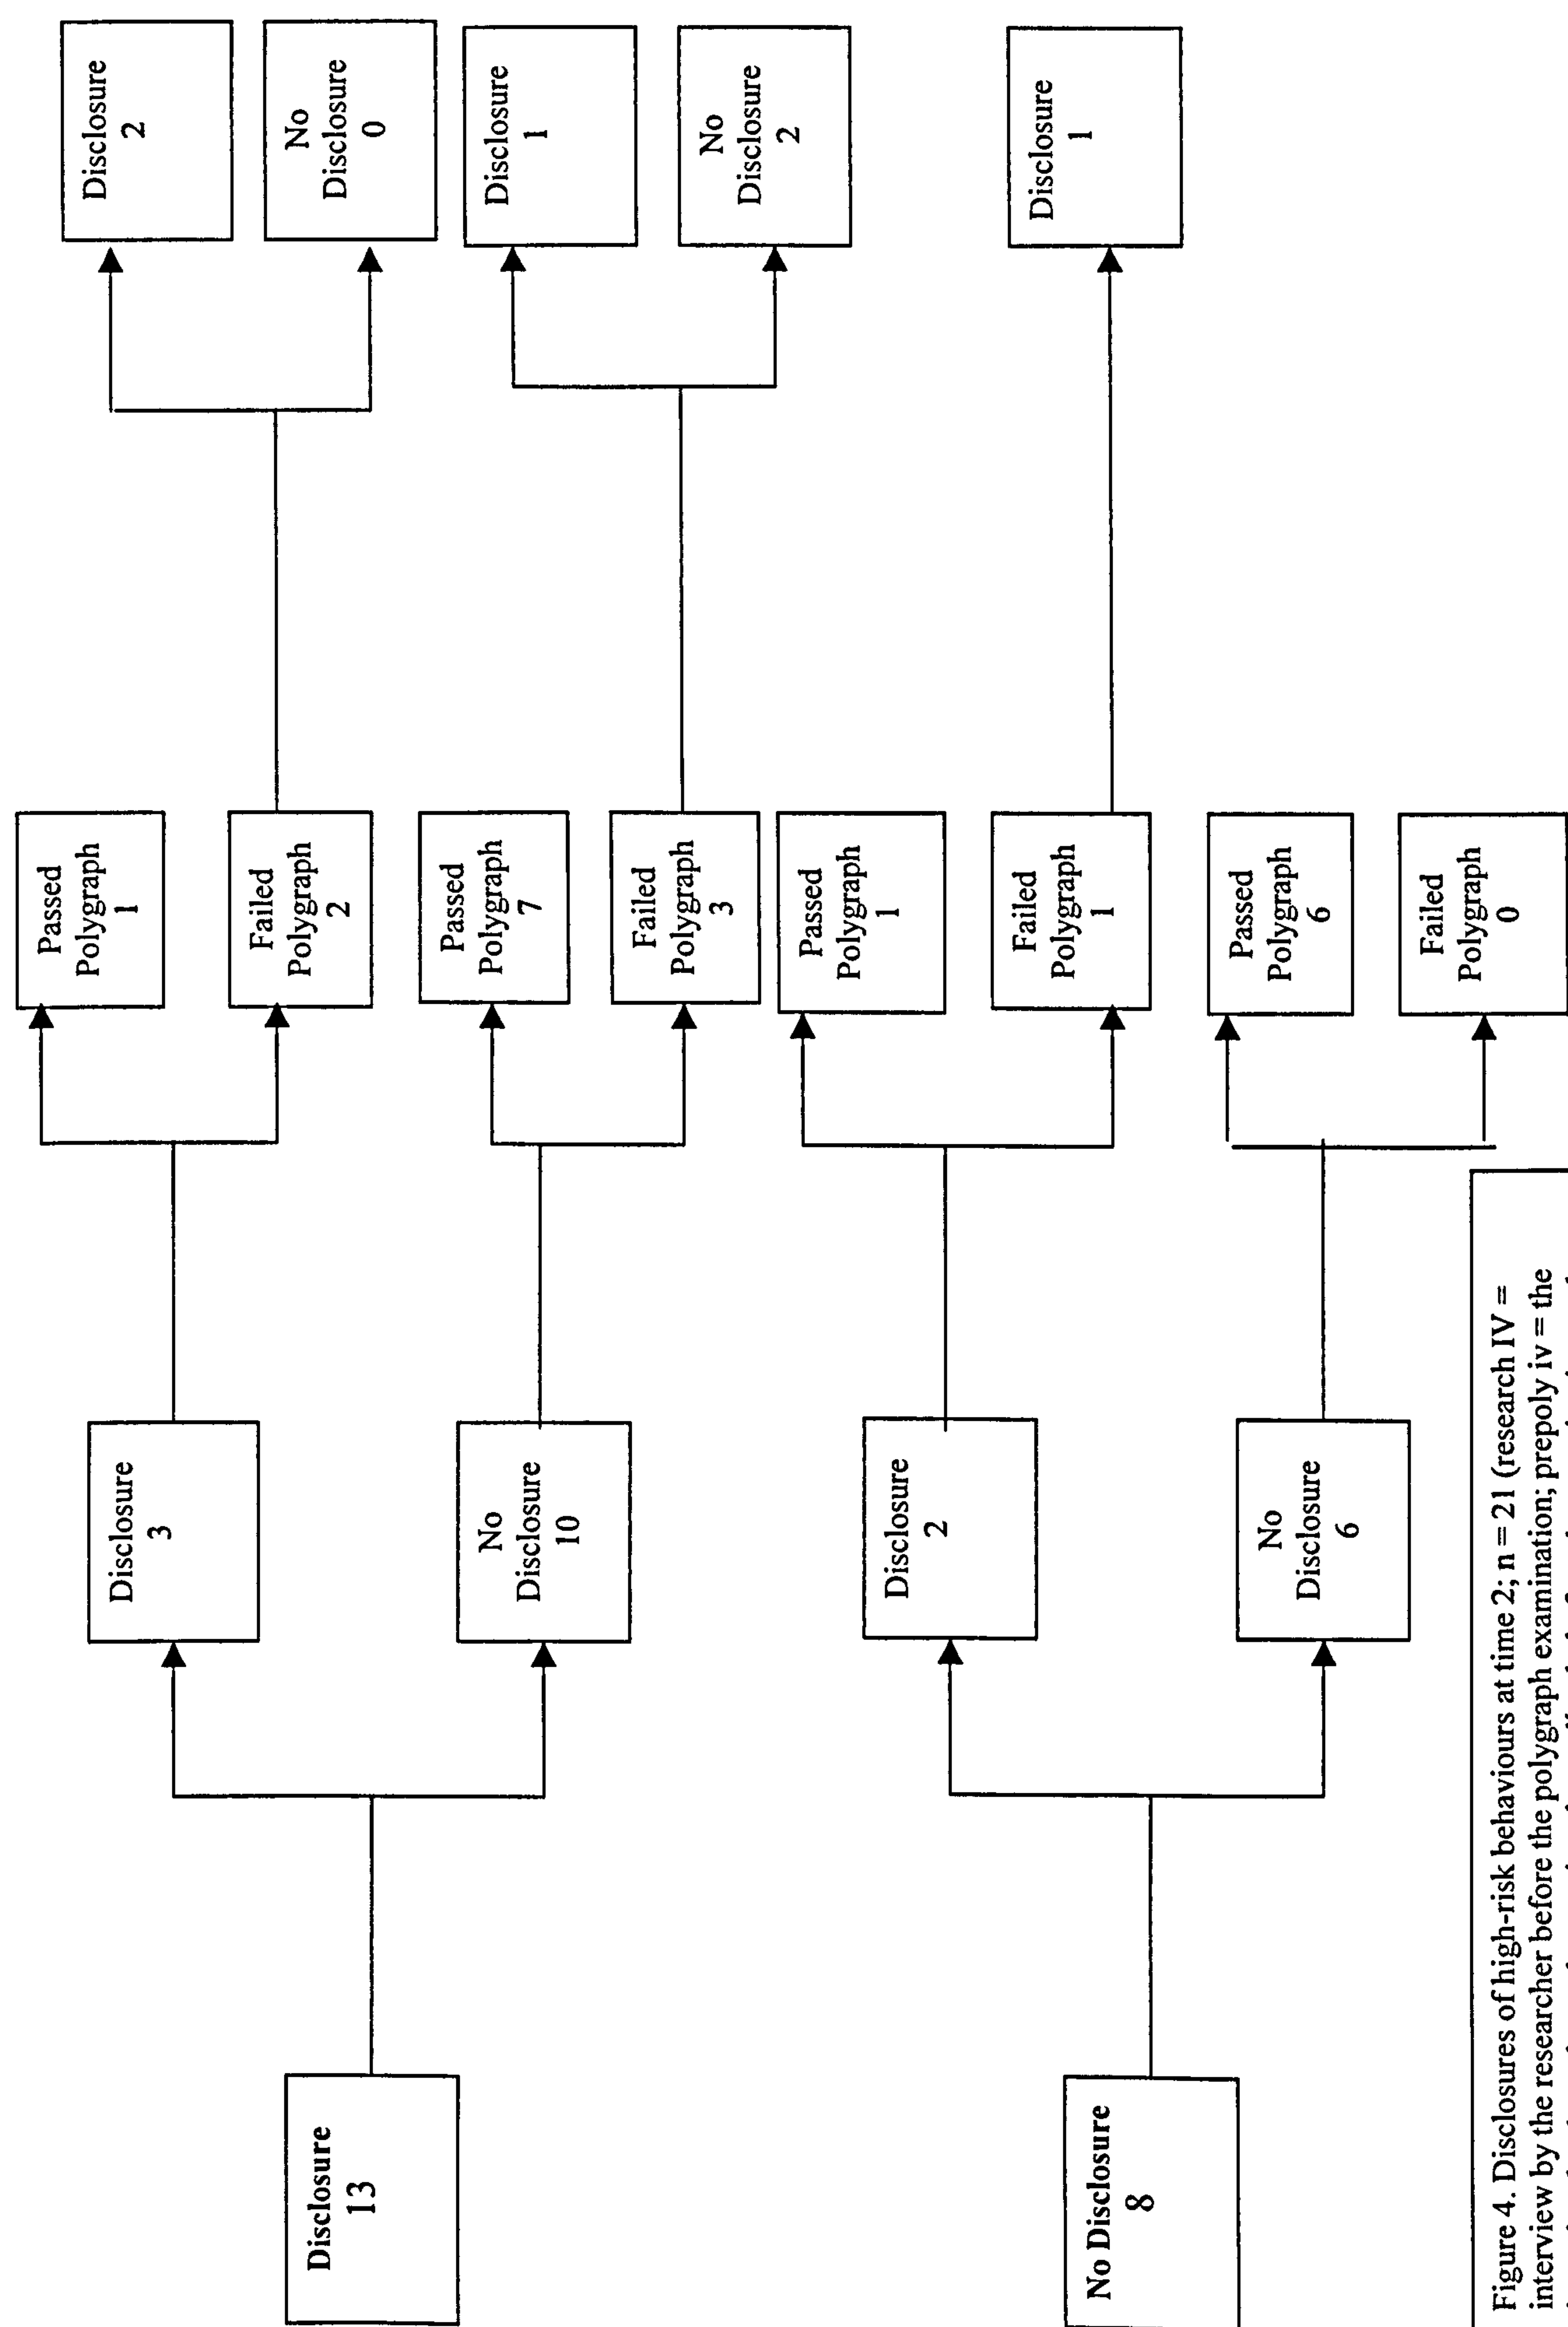 Disclosure
13
No Disclosure
8
Disclosure
3
No
Disclosure
10
Disclosure
2
No
Disclosure
6
Passed
Polygraph
1
Failed
Polygraph
2
Passed
Polygraph
7
Failed
Polygraph
3
Passed
Polygraph
1
Failed
Polygraph
1
Passed
Polygraph
6
Failed
Polygraph
0
Disclosure
2
No
Disclosure
0
Disclosure
1
No
Disclosure
2
Disclosure
1
Figure 4. Disclosures of high-risk behaviours at time 2; n = 21 (research IV =
interview by the researcher before the polygraph examination; prepoly iv = the